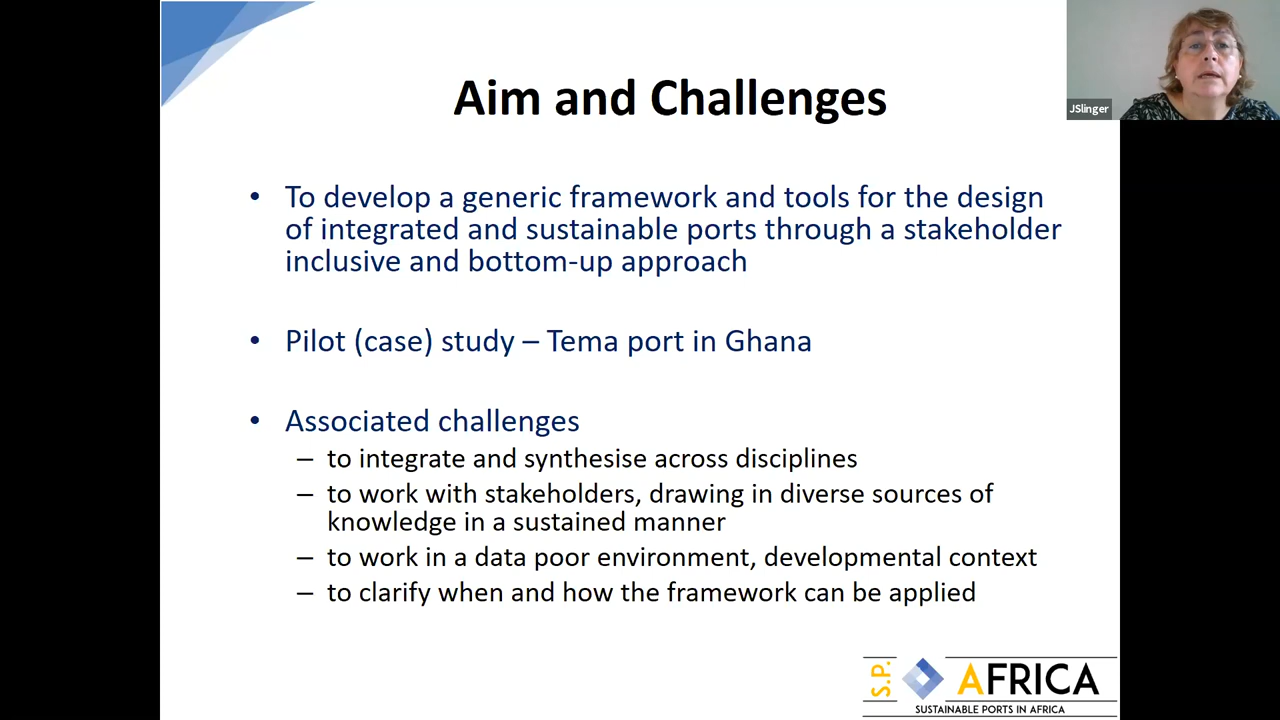 Aim and Challenges
JSlinger
• To develop a generic framework and tools for the design
of integrated and sustainable ports through a stakeholder
inclusive and bottom-up approach
• Pilot (case) study – Tema port in Ghana
• Associated challenges
– to integrate and synthesise across disciplines
– to work with stakeholders, drawing in diverse sources of
knowledge in a sustained manner
– to work in a data poor environment, developmental context
– to clarify when and how the framework can be applied
S.P.
AFRICA
SUSTAINABLE PORTS IN AFRICA